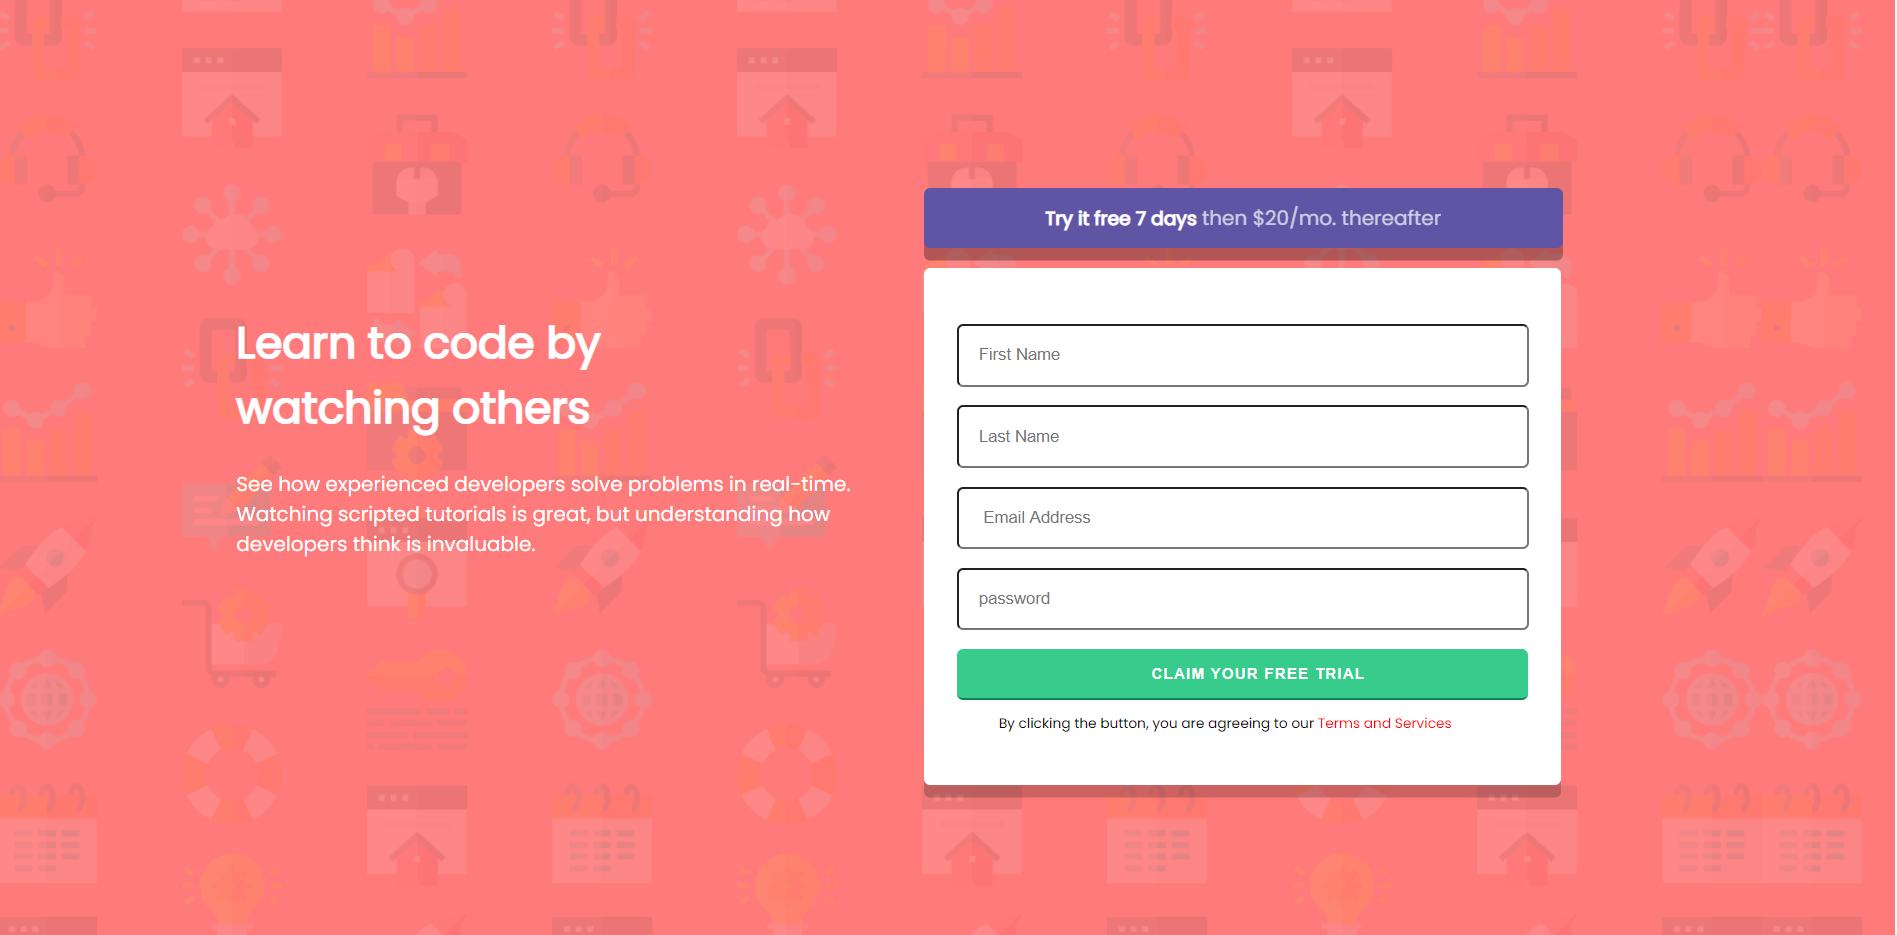 Learn to code by
watching others
See how experienced developers solve problems in real-time.
Watching scripted tutorials is great, but understanding how
developers think is invaluable.
Try it free 7 days then $20/mo. thereafter
First Name
Last Name
Email Address
password
CLAIM YOUR FREE TRIAL
By clicking the button, you are agreeing to our Terms and Services